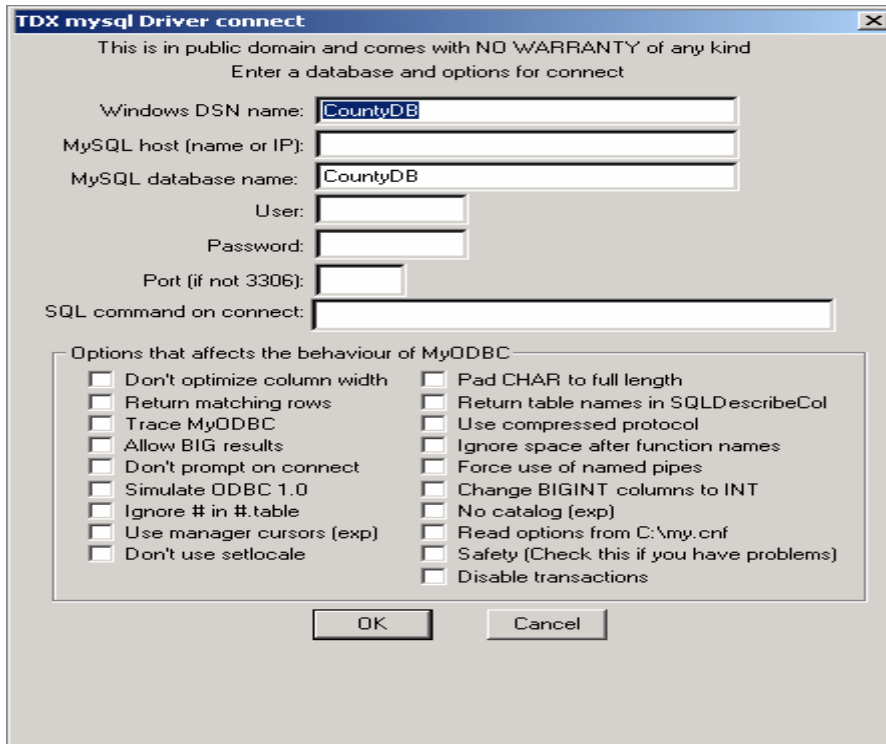 TDX mysql Driver connect
This is in public domain and comes with NO WARRANTY of any kind
Enter a database and options for connect
Windows DSN name: CountyDB
MySQL host (name or IP):
MySQL database name: CountyDB
User:
Password:
Port (if not 3306):
SQL command on connect:
Options that affects the behaviour of MyODBC
Don't optimize column width
Return matching rows
Trace MyODBC
Allow BIG results
Don't prompt on connect
Simulate ODBC 1.0
Ignore # in #.table
Use manager cursors (exp)
Don't use setlocale
Pad CHAR to full length
Return table names in SQLDescribeCol
Use compressed protocol
Ignore space after function names
Force use of named pipes
Change BIGINT columns to INT
No catalog (exp)
Read options from C:\my.cnf
Safety (Check this if you have problems)
Disable transactions
OK
Cancel